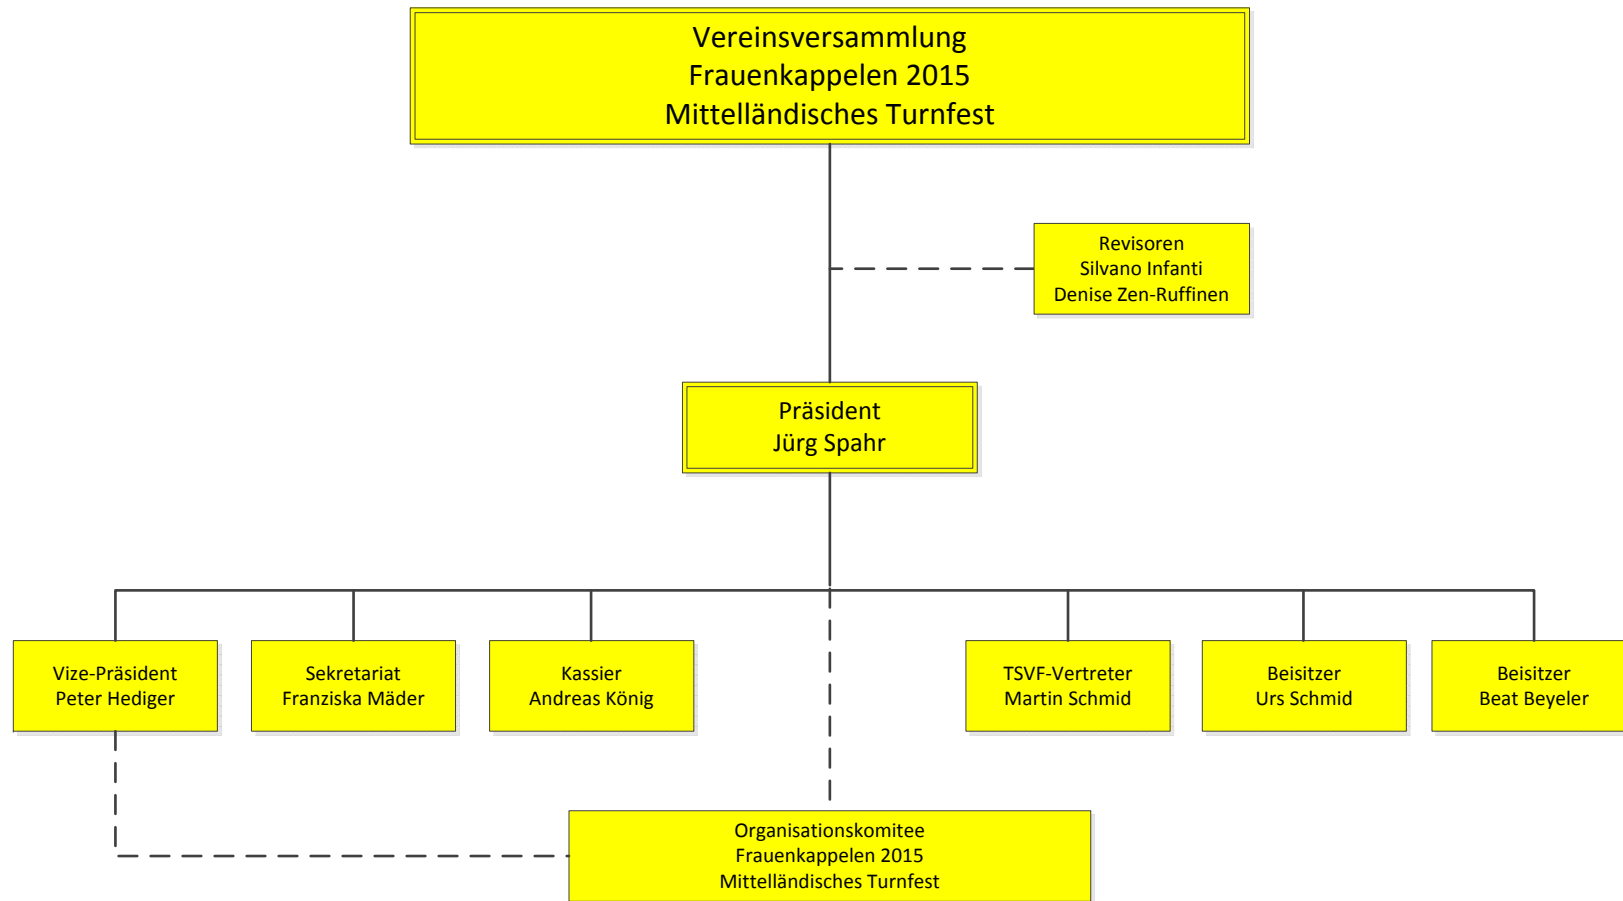 Vereinsversammlung
Frauenkappelen 2015
Mittelländisches Turnfest
Revisoren
Silvano Infanti
Denise Zen-Ruffinen
Präsident
Jürg Spahr
Vize-Präsident
Peter Hediger
Sekretariat
Franziska Mäder
Kassier
Andreas König
TSVF-Vertreter
Martin Schmid
Beisitzer
Urs Schmid
Beisitzer
Beat Beyeler
Organisationskomitee
Frauenkappelen 2015
Mittelländisches Turnfest